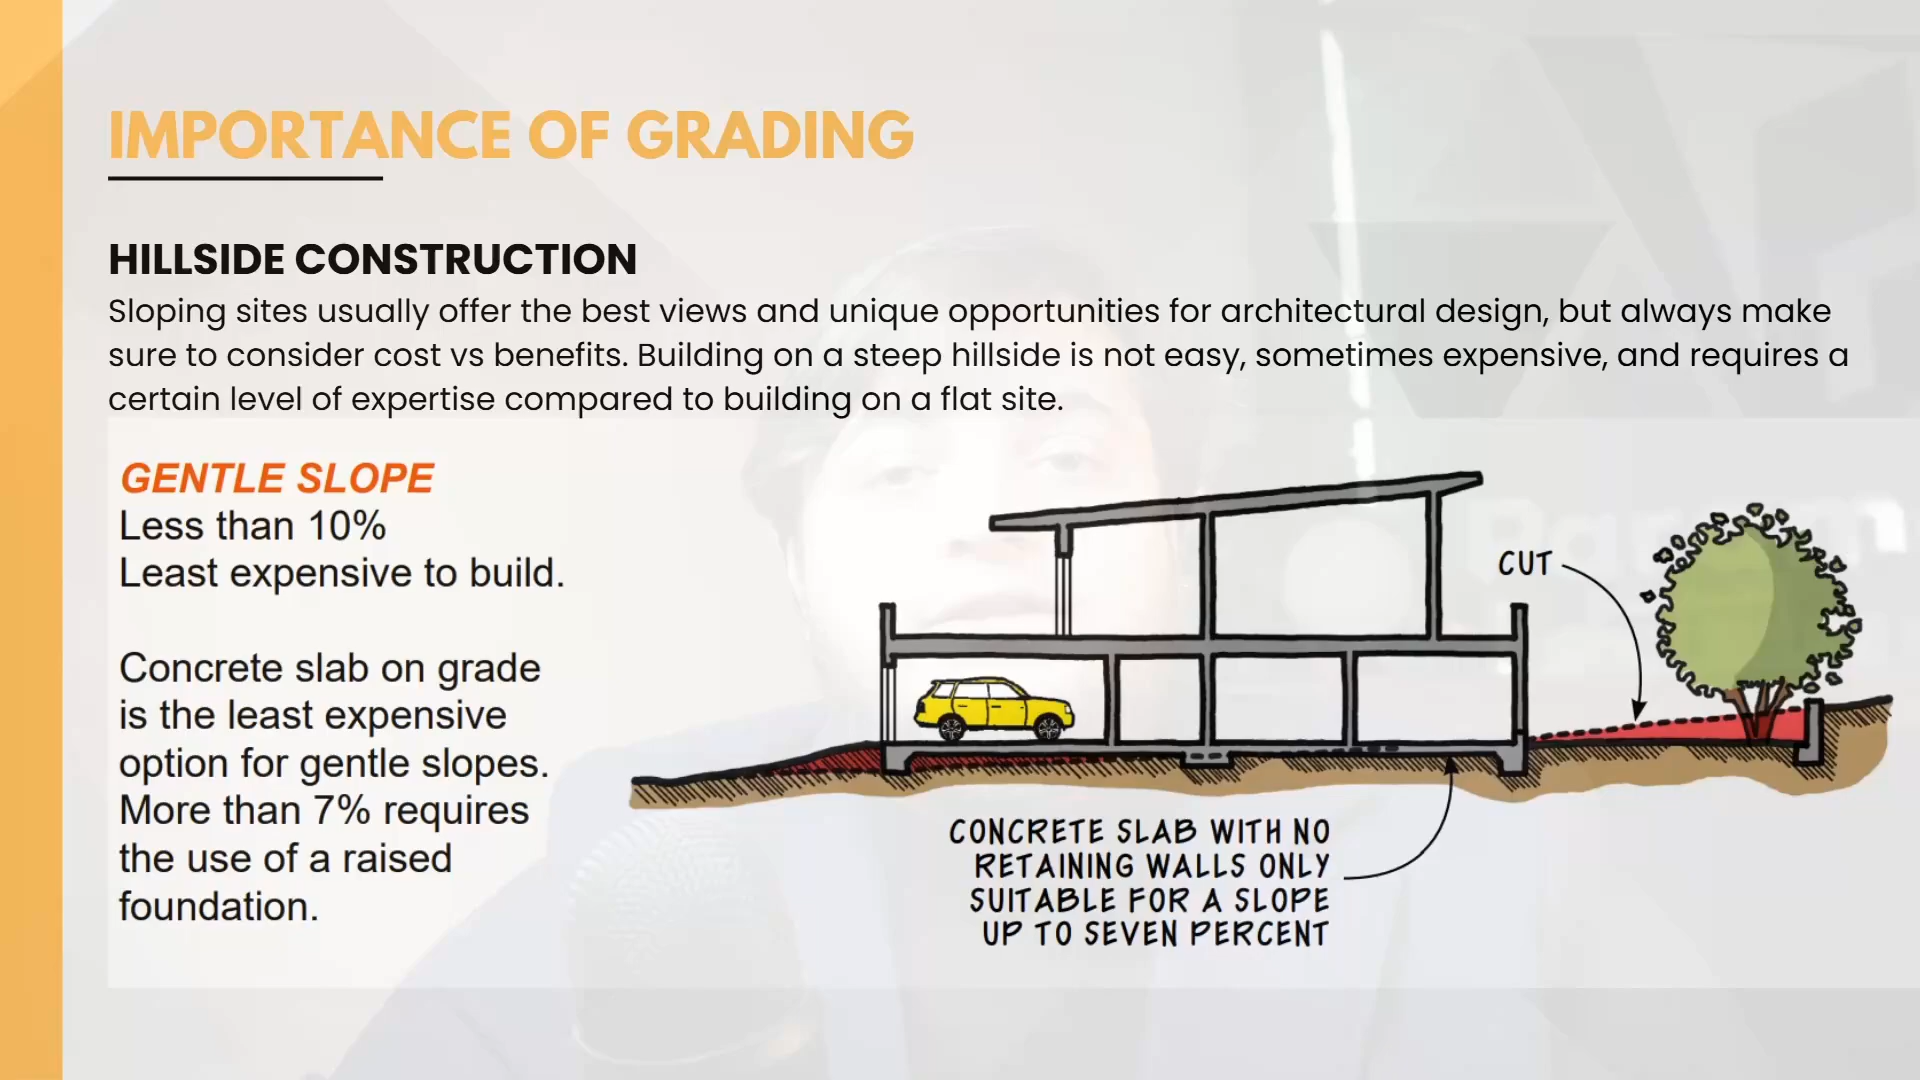 IMPORTANCE OF GRADING
HILLSIDE CONSTRUCTION
Sloping sites usually offer the best views and unique opportunities for architectural design, but always make
sure to consider cost vs benefits. Building on a steep hillside is not easy, sometimes expensive, and requires a
certain level of expertise compared to building on a flat site.
GENTLE SLOPE
Less than 10%
Least expensive to build.
Concrete slab on grade
is the least expensive
option for gentle slopes.
More than 7% requires
the use of a raised
foundation.
CUT
CONCRETE SLAB WITH NO
RETAINING WALLS ONLY
SUITABLE FOR A SLOPE
UP TO SEVEN PERCENT